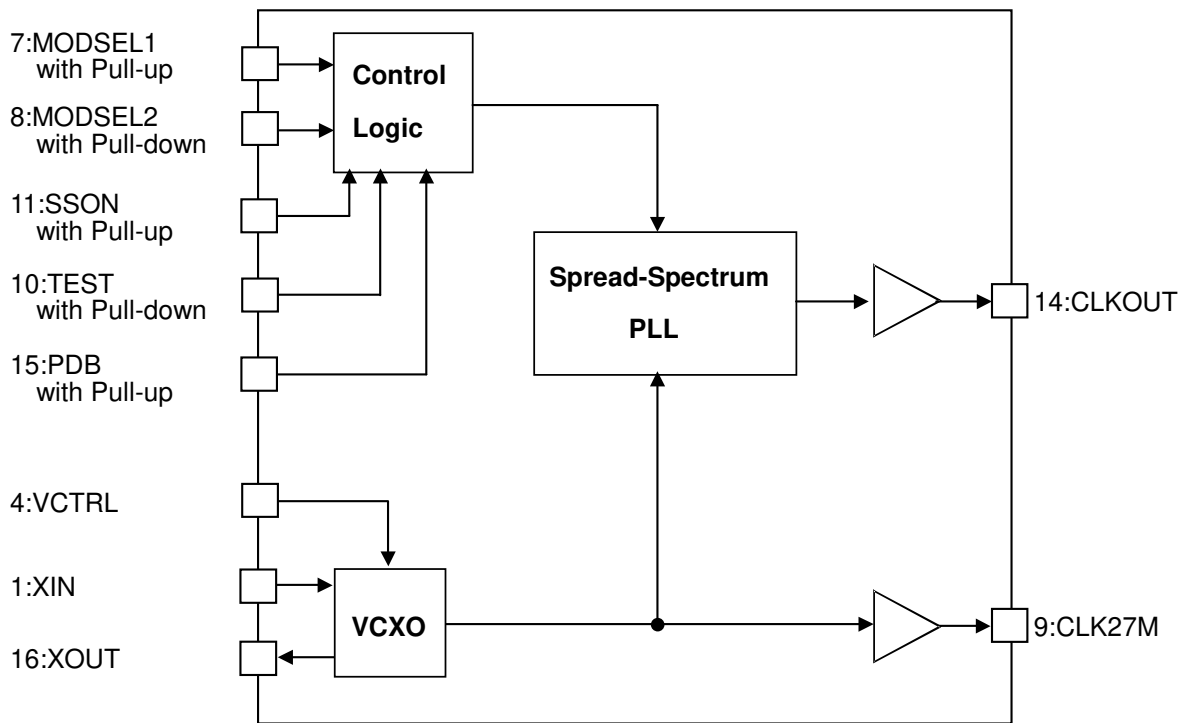 7:MODSEL1
with Pull-up
8:MODSEL2
with Pull-down
11:SSON
with Pull-up
10:TEST
with Pull-down
15:PDB
with Pull-up
4:VCTRL
1:XIN
16:XOUT
Control
Logic
Spread-Spectrum
PLL
VCXO
14:CLKOUT
9:CLK27M